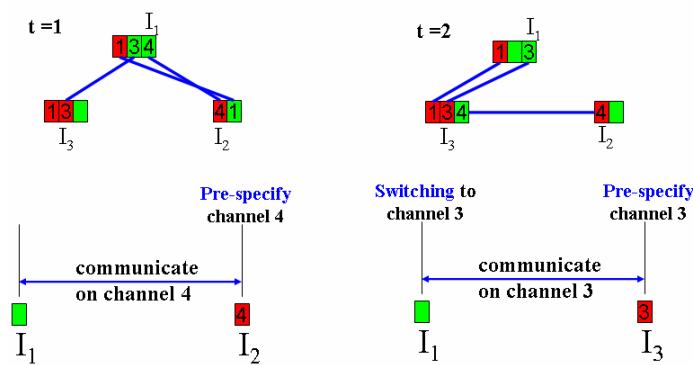 t =1
I1
1 3 4
1 3
I3
4 1
I2
t =2
I1
1 3
1 3 4
I3
4
I2
Pre-specify
channel 4
communicate
on channel 4
I1
4
I2
Switching to
channel 3
Pre-specify
channel 3
communicate
on channel 3
I1
3
I3